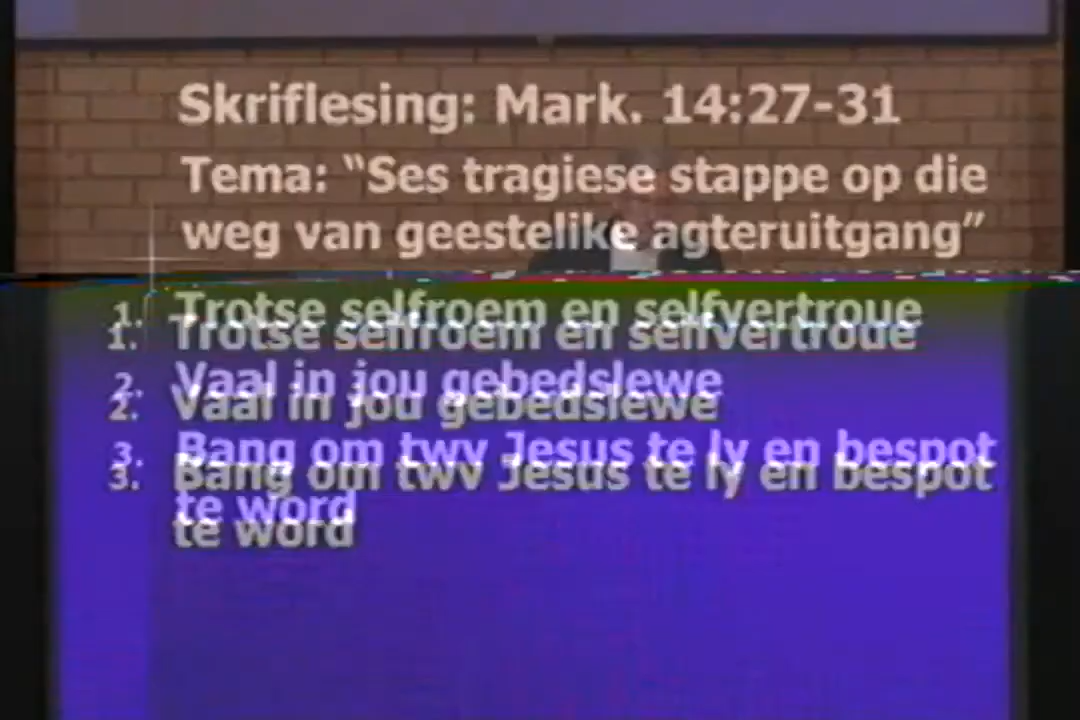 Skriflesing: Mark. 14:27-31
Tema: “Ses tragiese stappe op die
weg van geestelike agteruitgang”
1. Trotse selfroem en selfvertroue
2. Vaal in jou gebedslewe
3. Bang om twv Jesus te ly en bespot
te word